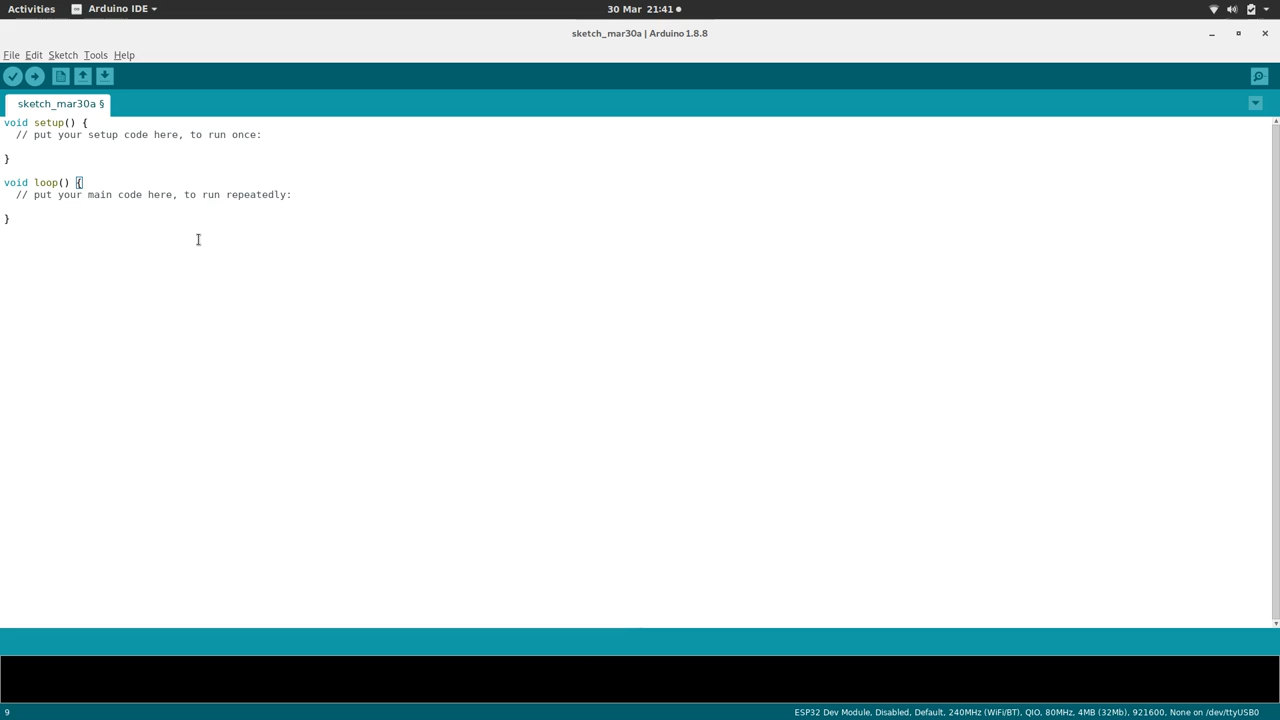 Activities Arduino IDE 30 Mar 21:41
sketch_mar30a | Arduino 1.8.8
File Edit Sketch Tools Help
sketch_mar30a §
void setup() {
  // put your setup code here, to run once:
}
void loop() {
  // put your main code here, to run repeatedly:
}
9 ESP32 Dev Module, Disabled, Default, 240MHz (WiFi/BT), QIO, 80MHz, 4MB (32Mb), 921600, None on /dev/ttyUSB0